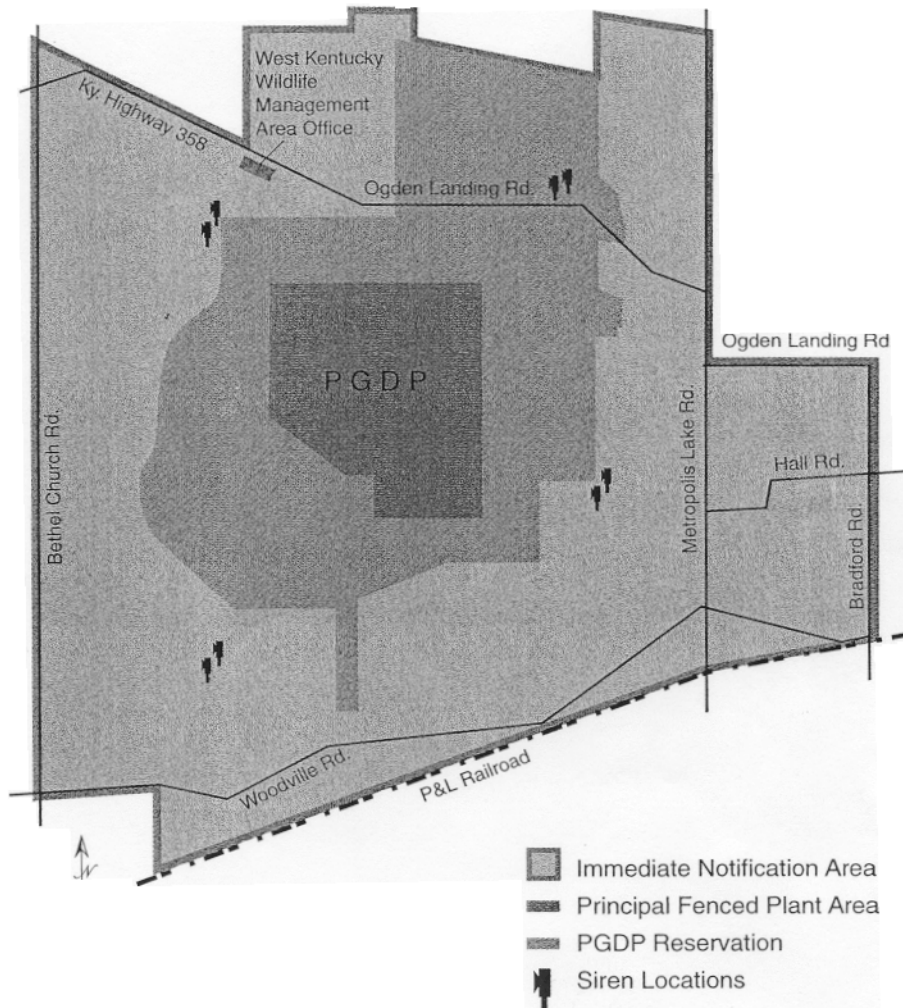 West Kentucky
Wildlife
Management
Area Office
Ky. Highway 358
Ogden Landing Rd.
Ogden Landing Rd
PGDP
Bethel Church Rd.
Metropolis Lake Rd.
Hall Rd.
Bradford Rd.
Woodville Rd.
P&L Railroad
N
Immediate Notification Area
Principal Fenced Plant Area
PGDP Reservation
Siren Locations